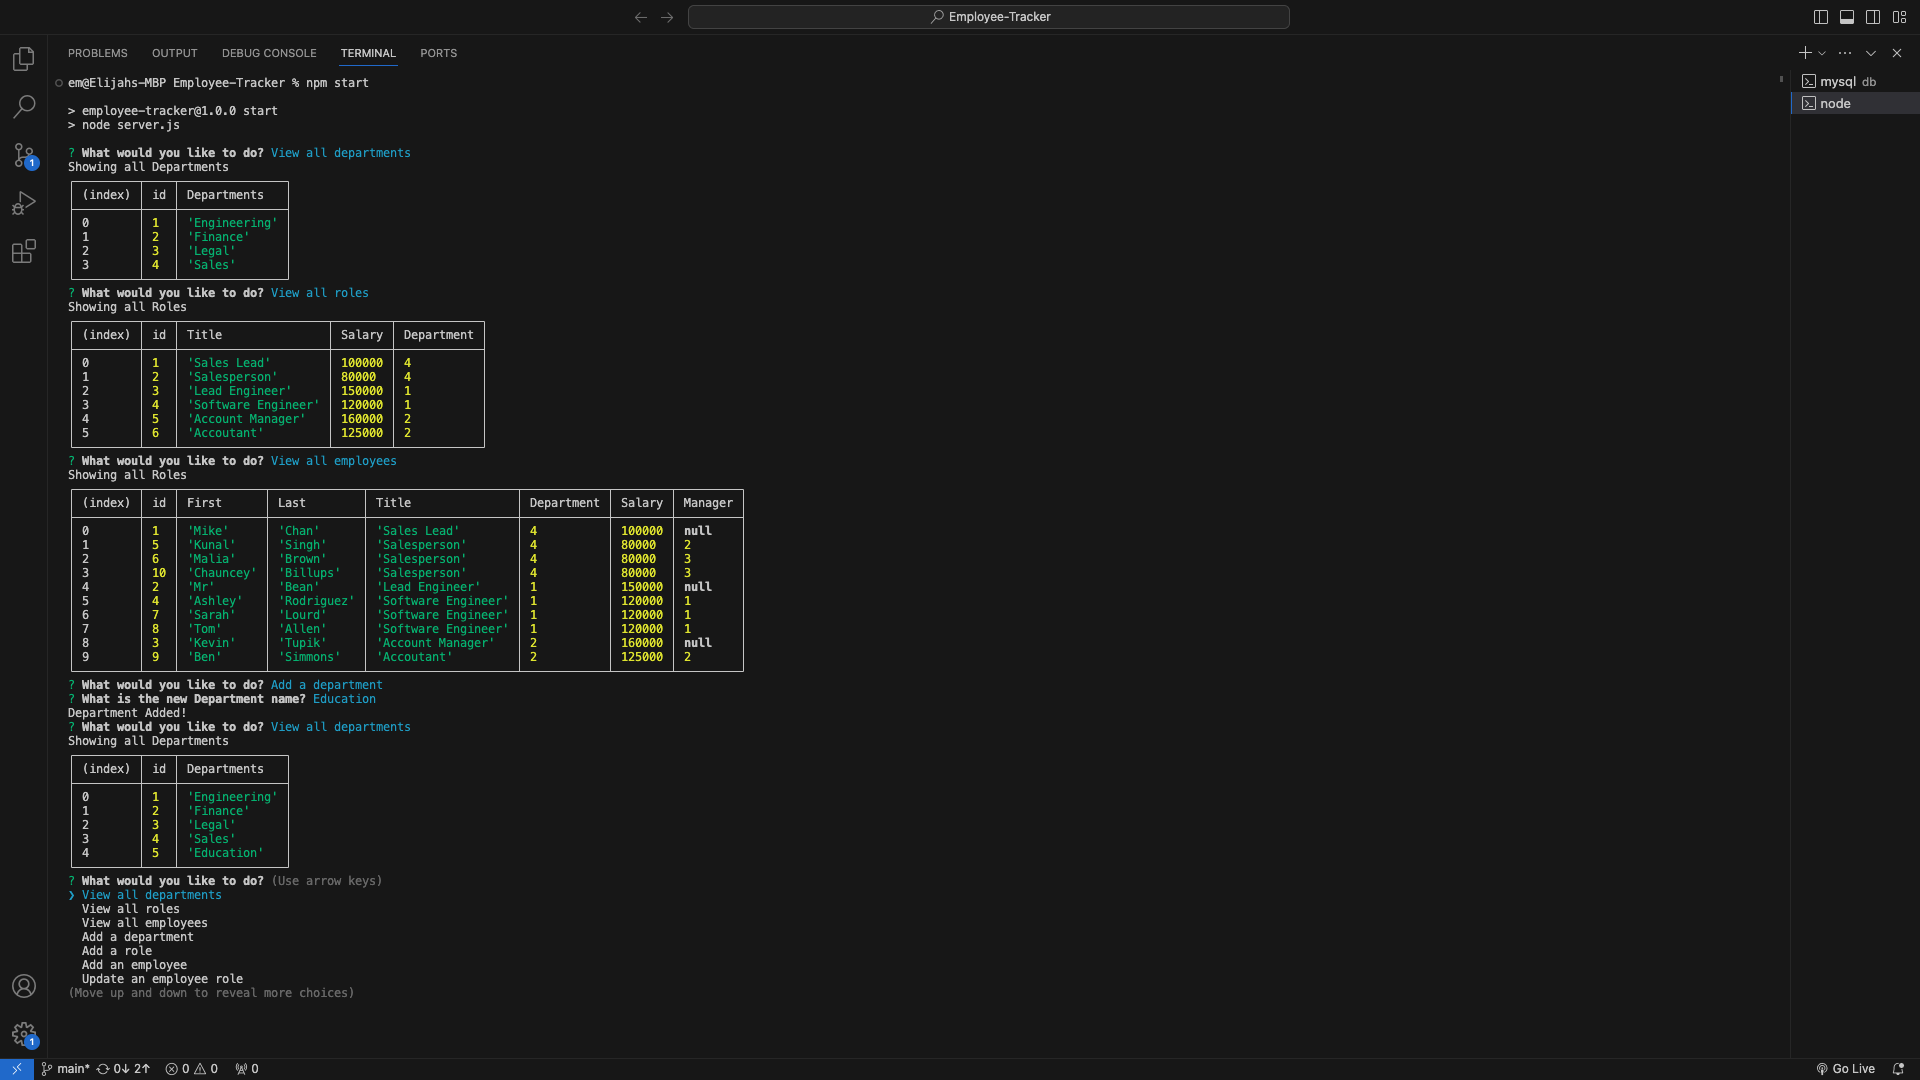 Employee-Tracker
PROBLEMS OUTPUT DEBUG CONSOLE TERMINAL PORTS
mysql db
node
em@Elijahs-MBP Employee-Tracker % npm start
> employee-tracker@1.0.0 start
> node server.js
? What would you like to do? View all departments
Showing all Departments
(index) id Departments
0 1 'Engineering'
1 2 'Finance'
2 3 'Legal'
3 4 'Sales'
? What would you like to do? View all roles
Showing all Roles
(index) id Title Salary Department
0 1 'Sales Lead' 100000 4
1 2 'Salesperson' 80000 4
2 3 'Lead Engineer' 150000 1
3 4 'Software Engineer' 120000 1
4 5 'Account Manager' 160000 2
5 6 'Accoutant' 125000 2
? What would you like to do? View all employees
Showing all Roles
(index) id First Last Title Department Salary Manager
0 1 'Mike' 'Chan' 'Sales Lead' 4 100000 null
1 5 'Kunal' 'Singh' 'Salesperson' 4 80000 2
2 6 'Malia' 'Brown' 'Salesperson' 4 80000 3
3 10 'Chauncey' 'Billups' 'Salesperson' 4 80000 3
4 2 'Mr' 'Bean' 'Lead Engineer' 1 150000 null
5 4 'Ashley' 'Rodriguez' 'Software Engineer' 1 120000 1
6 7 'Sarah' 'Lourd' 'Software Engineer' 1 120000 1
7 8 'Tom' 'Allen' 'Software Engineer' 1 120000 1
8 3 'Kevin' 'Tupik' 'Account Manager' 2 160000 null
9 9 'Ben' 'Simmons' 'Accoutant' 2 125000 2
? What would you like to do? Add a department
? What is the new Department name? Education
Department Added!
? What would you like to do? View all departments
Showing all Departments
(index) id Departments
0 1 'Engineering'
1 2 'Finance'
2 3 'Legal'
3 4 'Sales'
4 5 'Education'
? What would you like to do? (Use arrow keys)
❯ View all departments
View all roles
View all employees
Add a department
Add a role
Add an employee
Update an employee role
(Move up and down to reveal more choices)
1
1
main* 0↓ 2↑ 0 0 0 Go Live